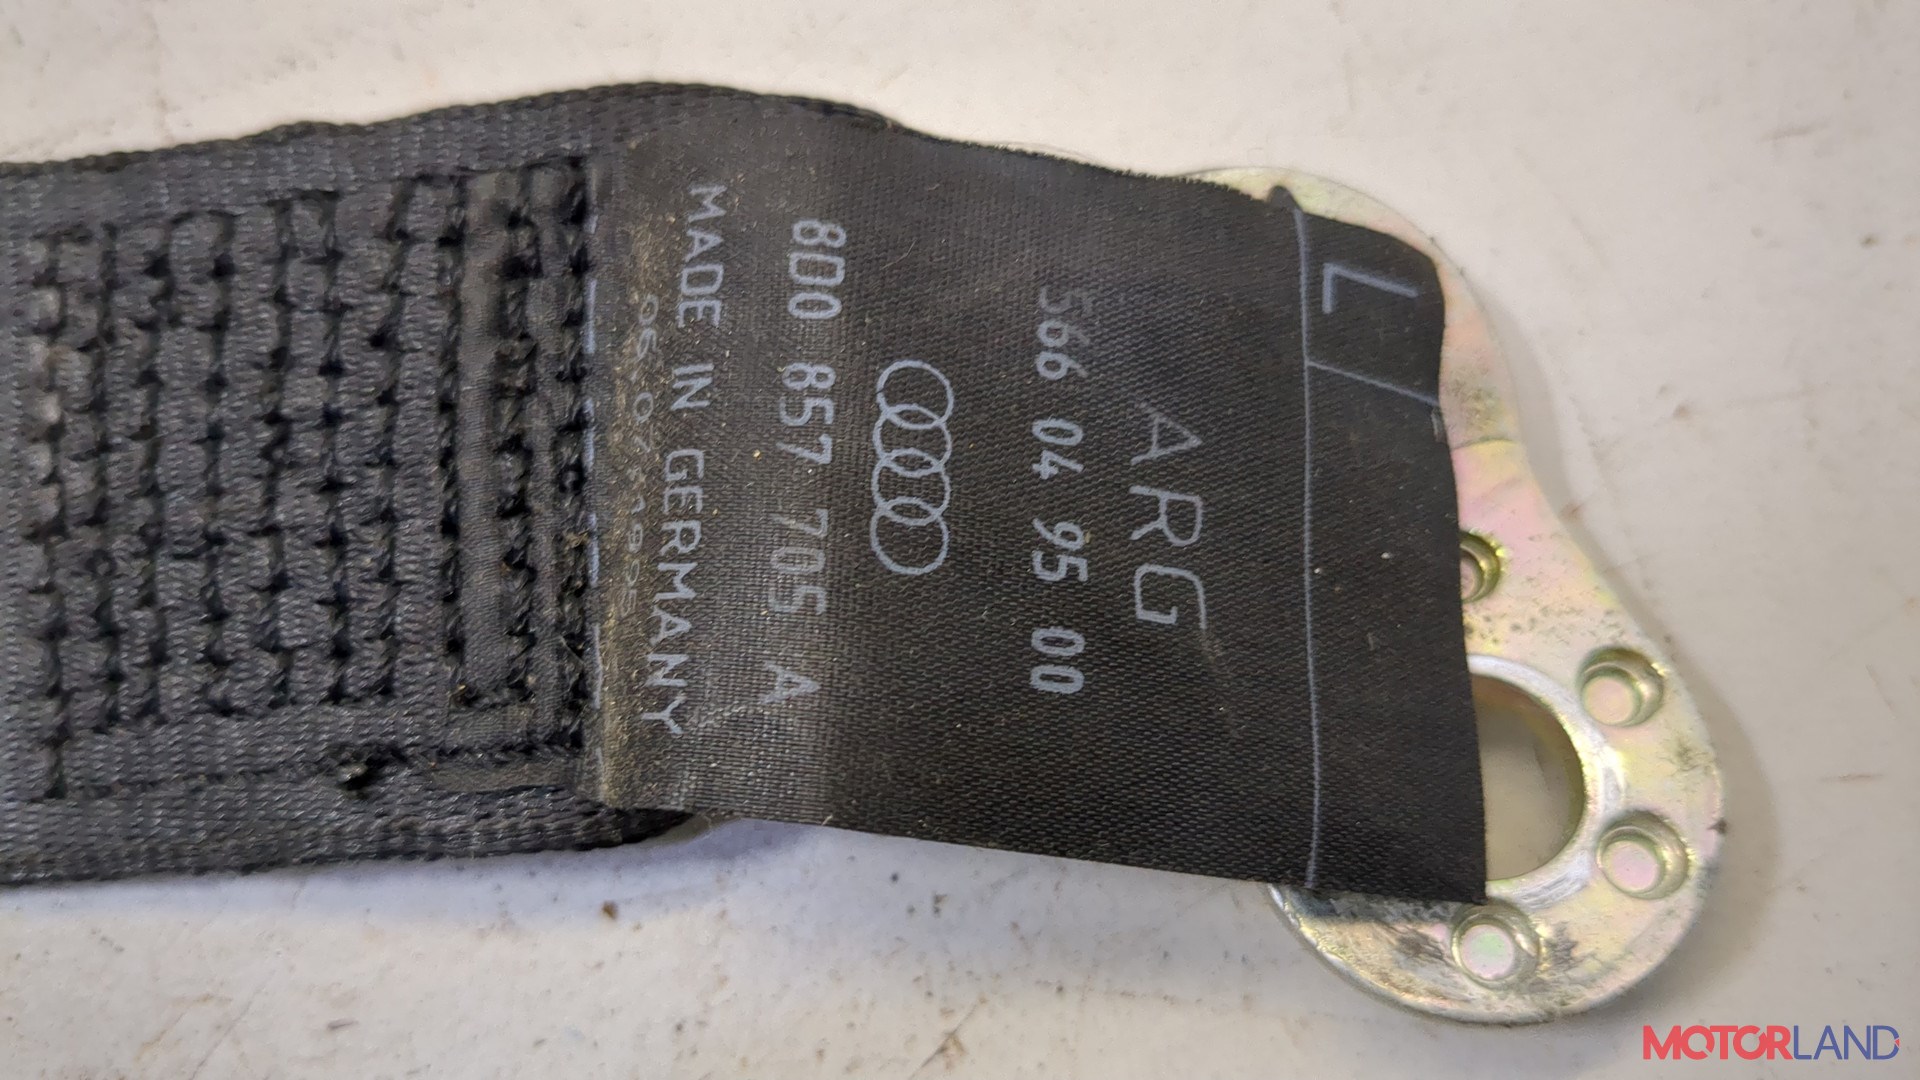 L
ARG
566 04 95 00
8D0 857 705 A
MADE IN GERMANY
MOTORLAND